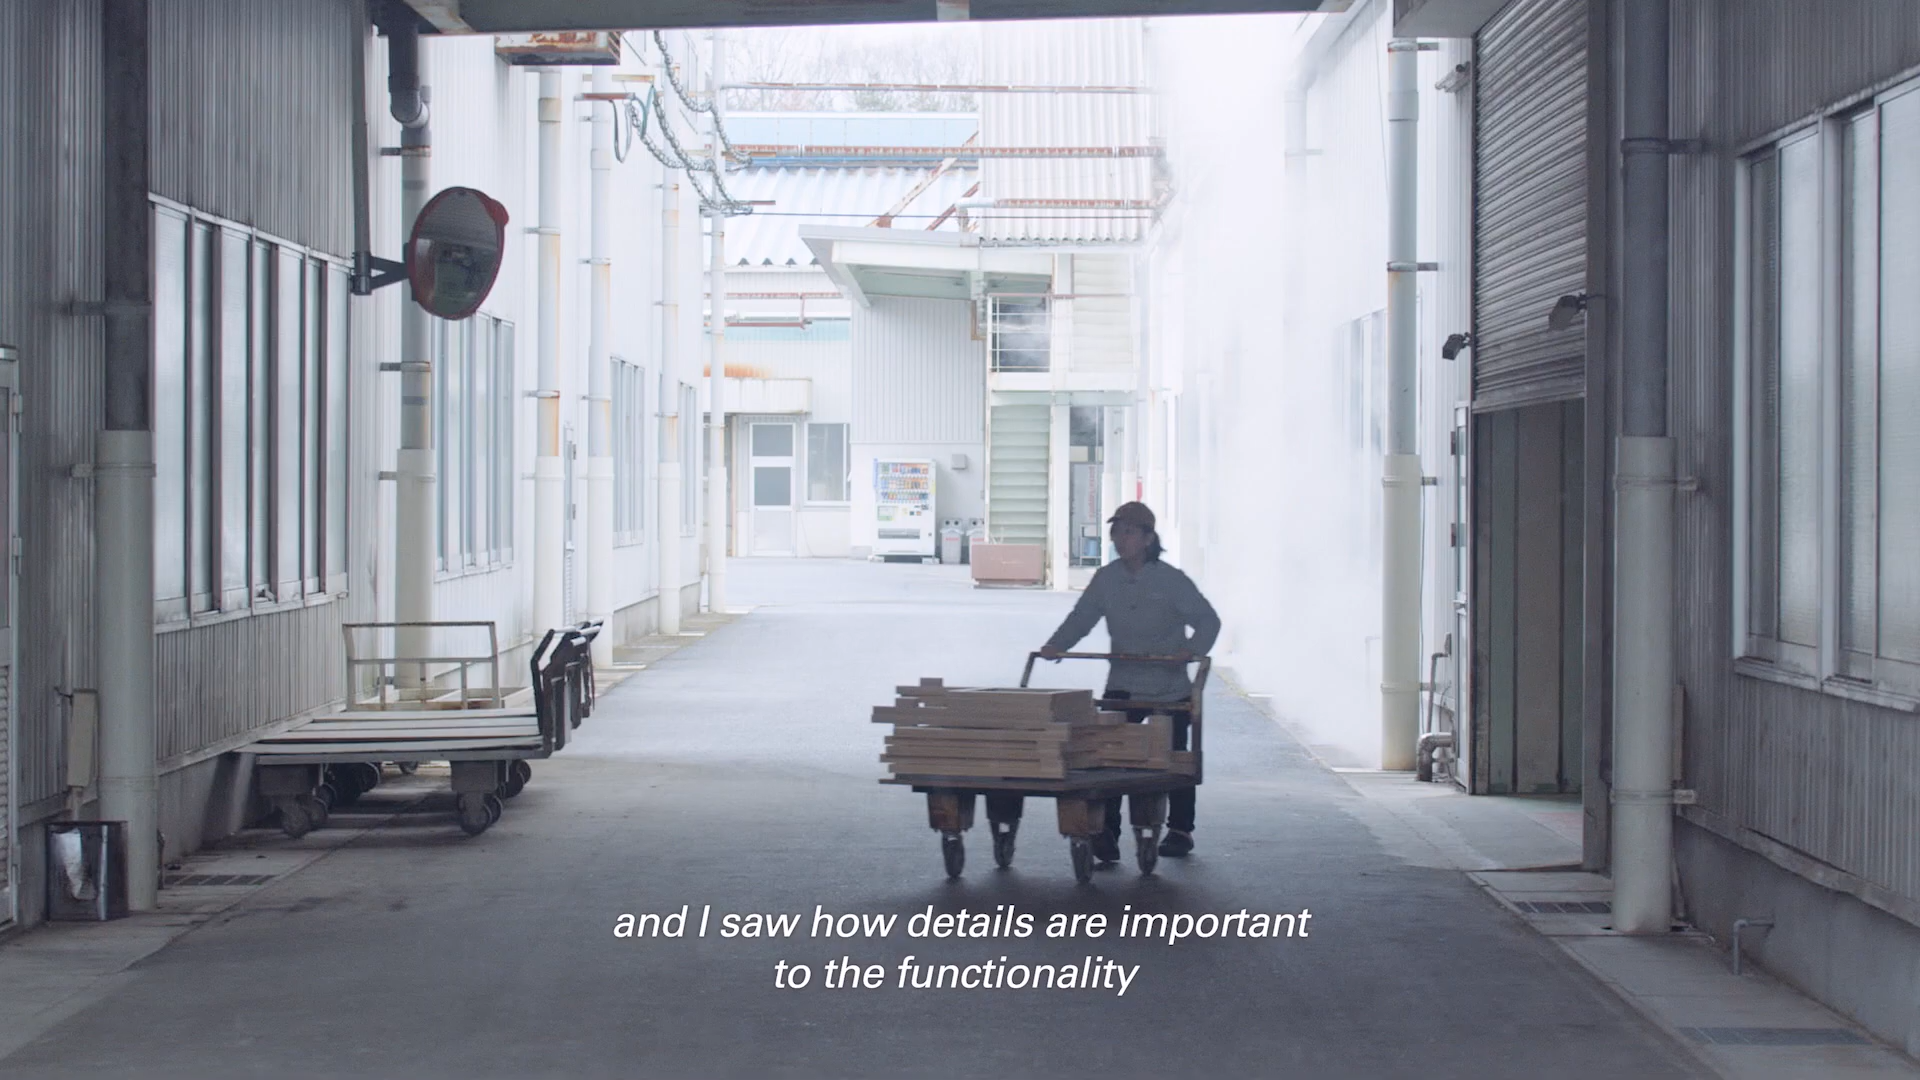 and I saw how details are important
to the functionality